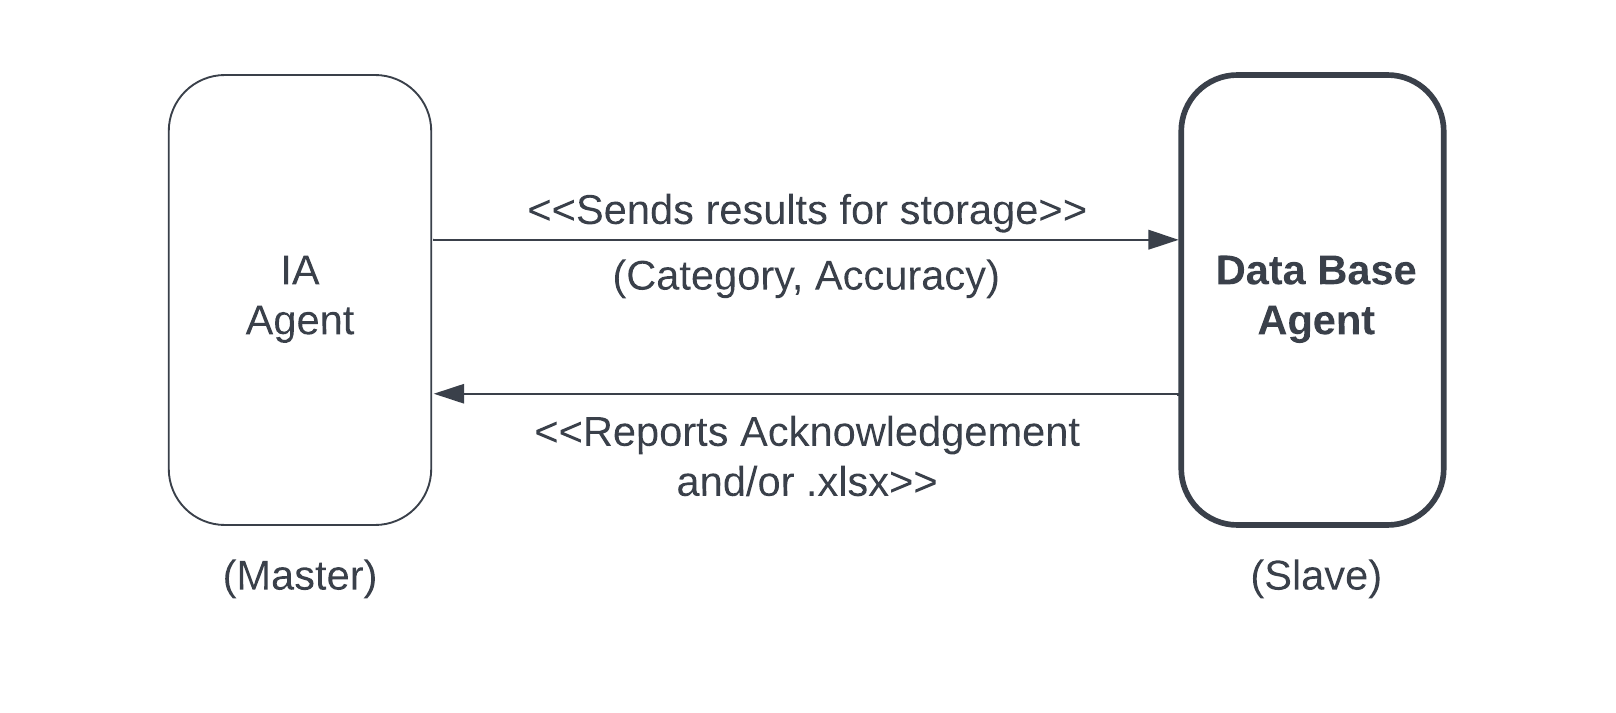 <<Sends results for storage>>
(Category, Accuracy)
IA
Agent
Data Base
Agent
<<Reports Acknowledgement
and/or .xlsx>>
(Master)
(Slave)